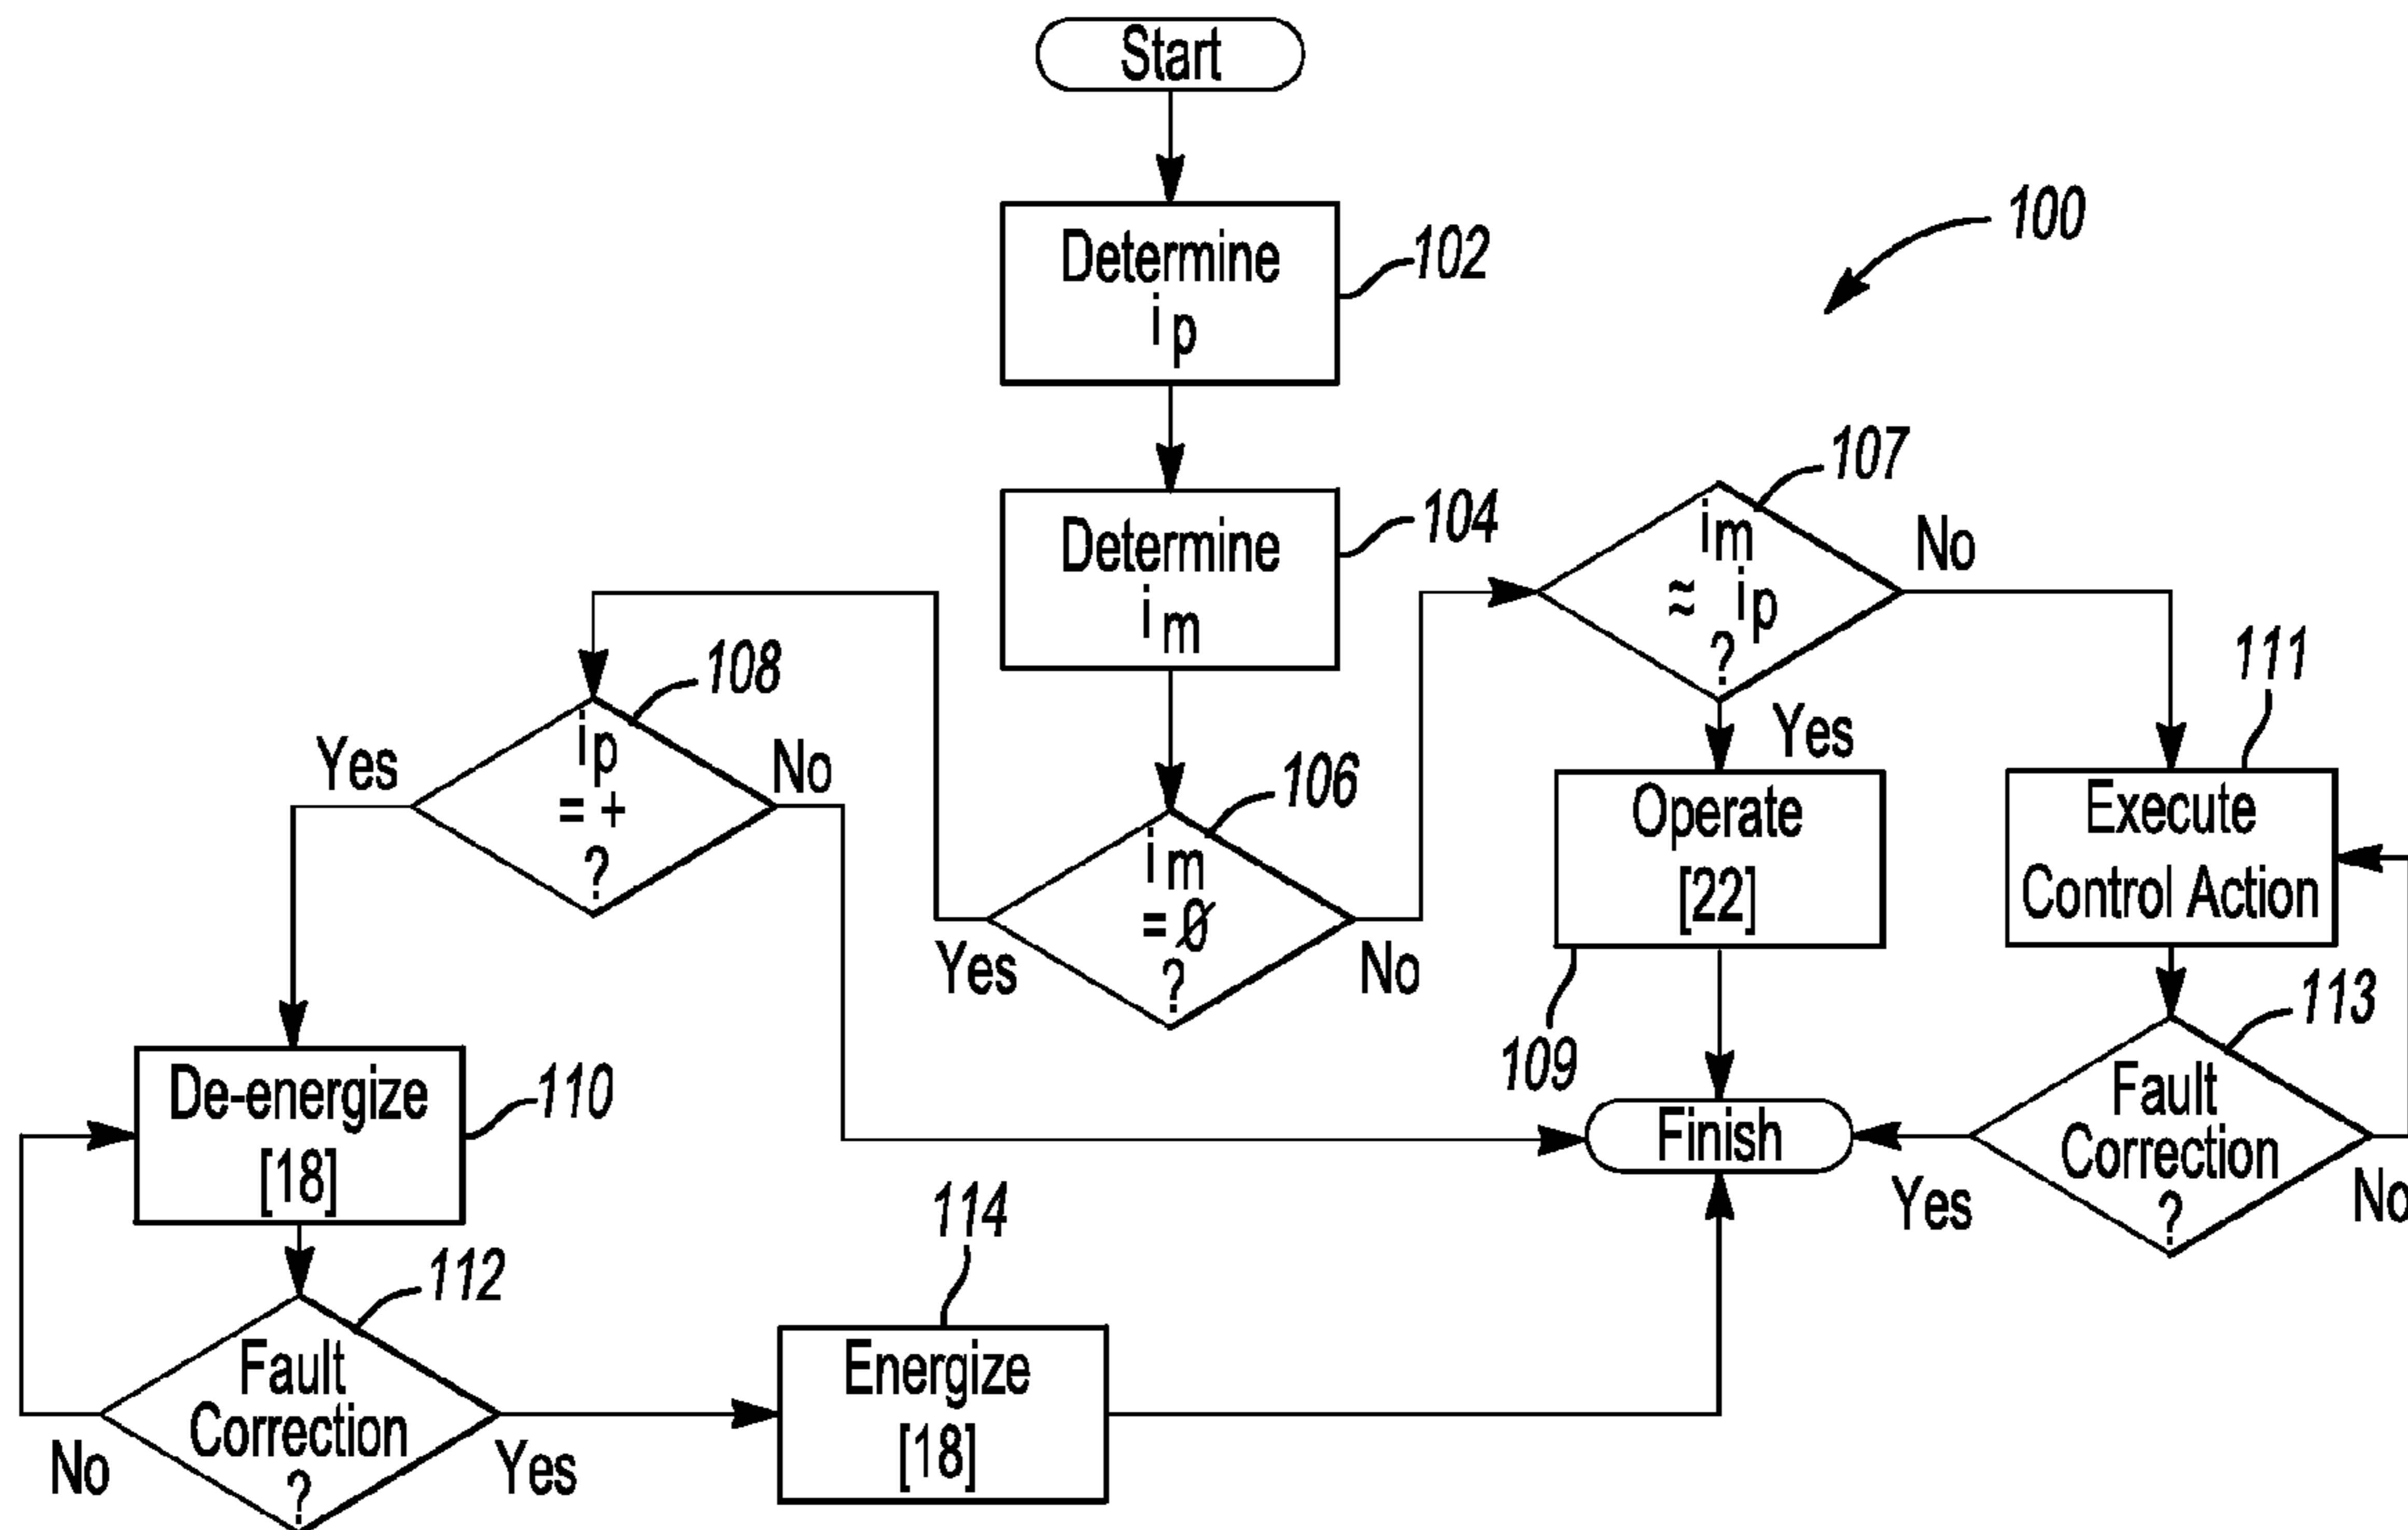 Start
Determine
ip
102
100
Determine
im
104
im
≈ ip
?
107
No
Yes
ip
= +
?
108
Yes
No
im
= Ø
?
106
Yes
No
Operate
[22]
109
Execute
Control Action
111
De-energize
[18]
110
Finish
Fault
Correction
?
113
Yes
No
Fault
Correction
?
112
No
Yes
Energize
[18]
114